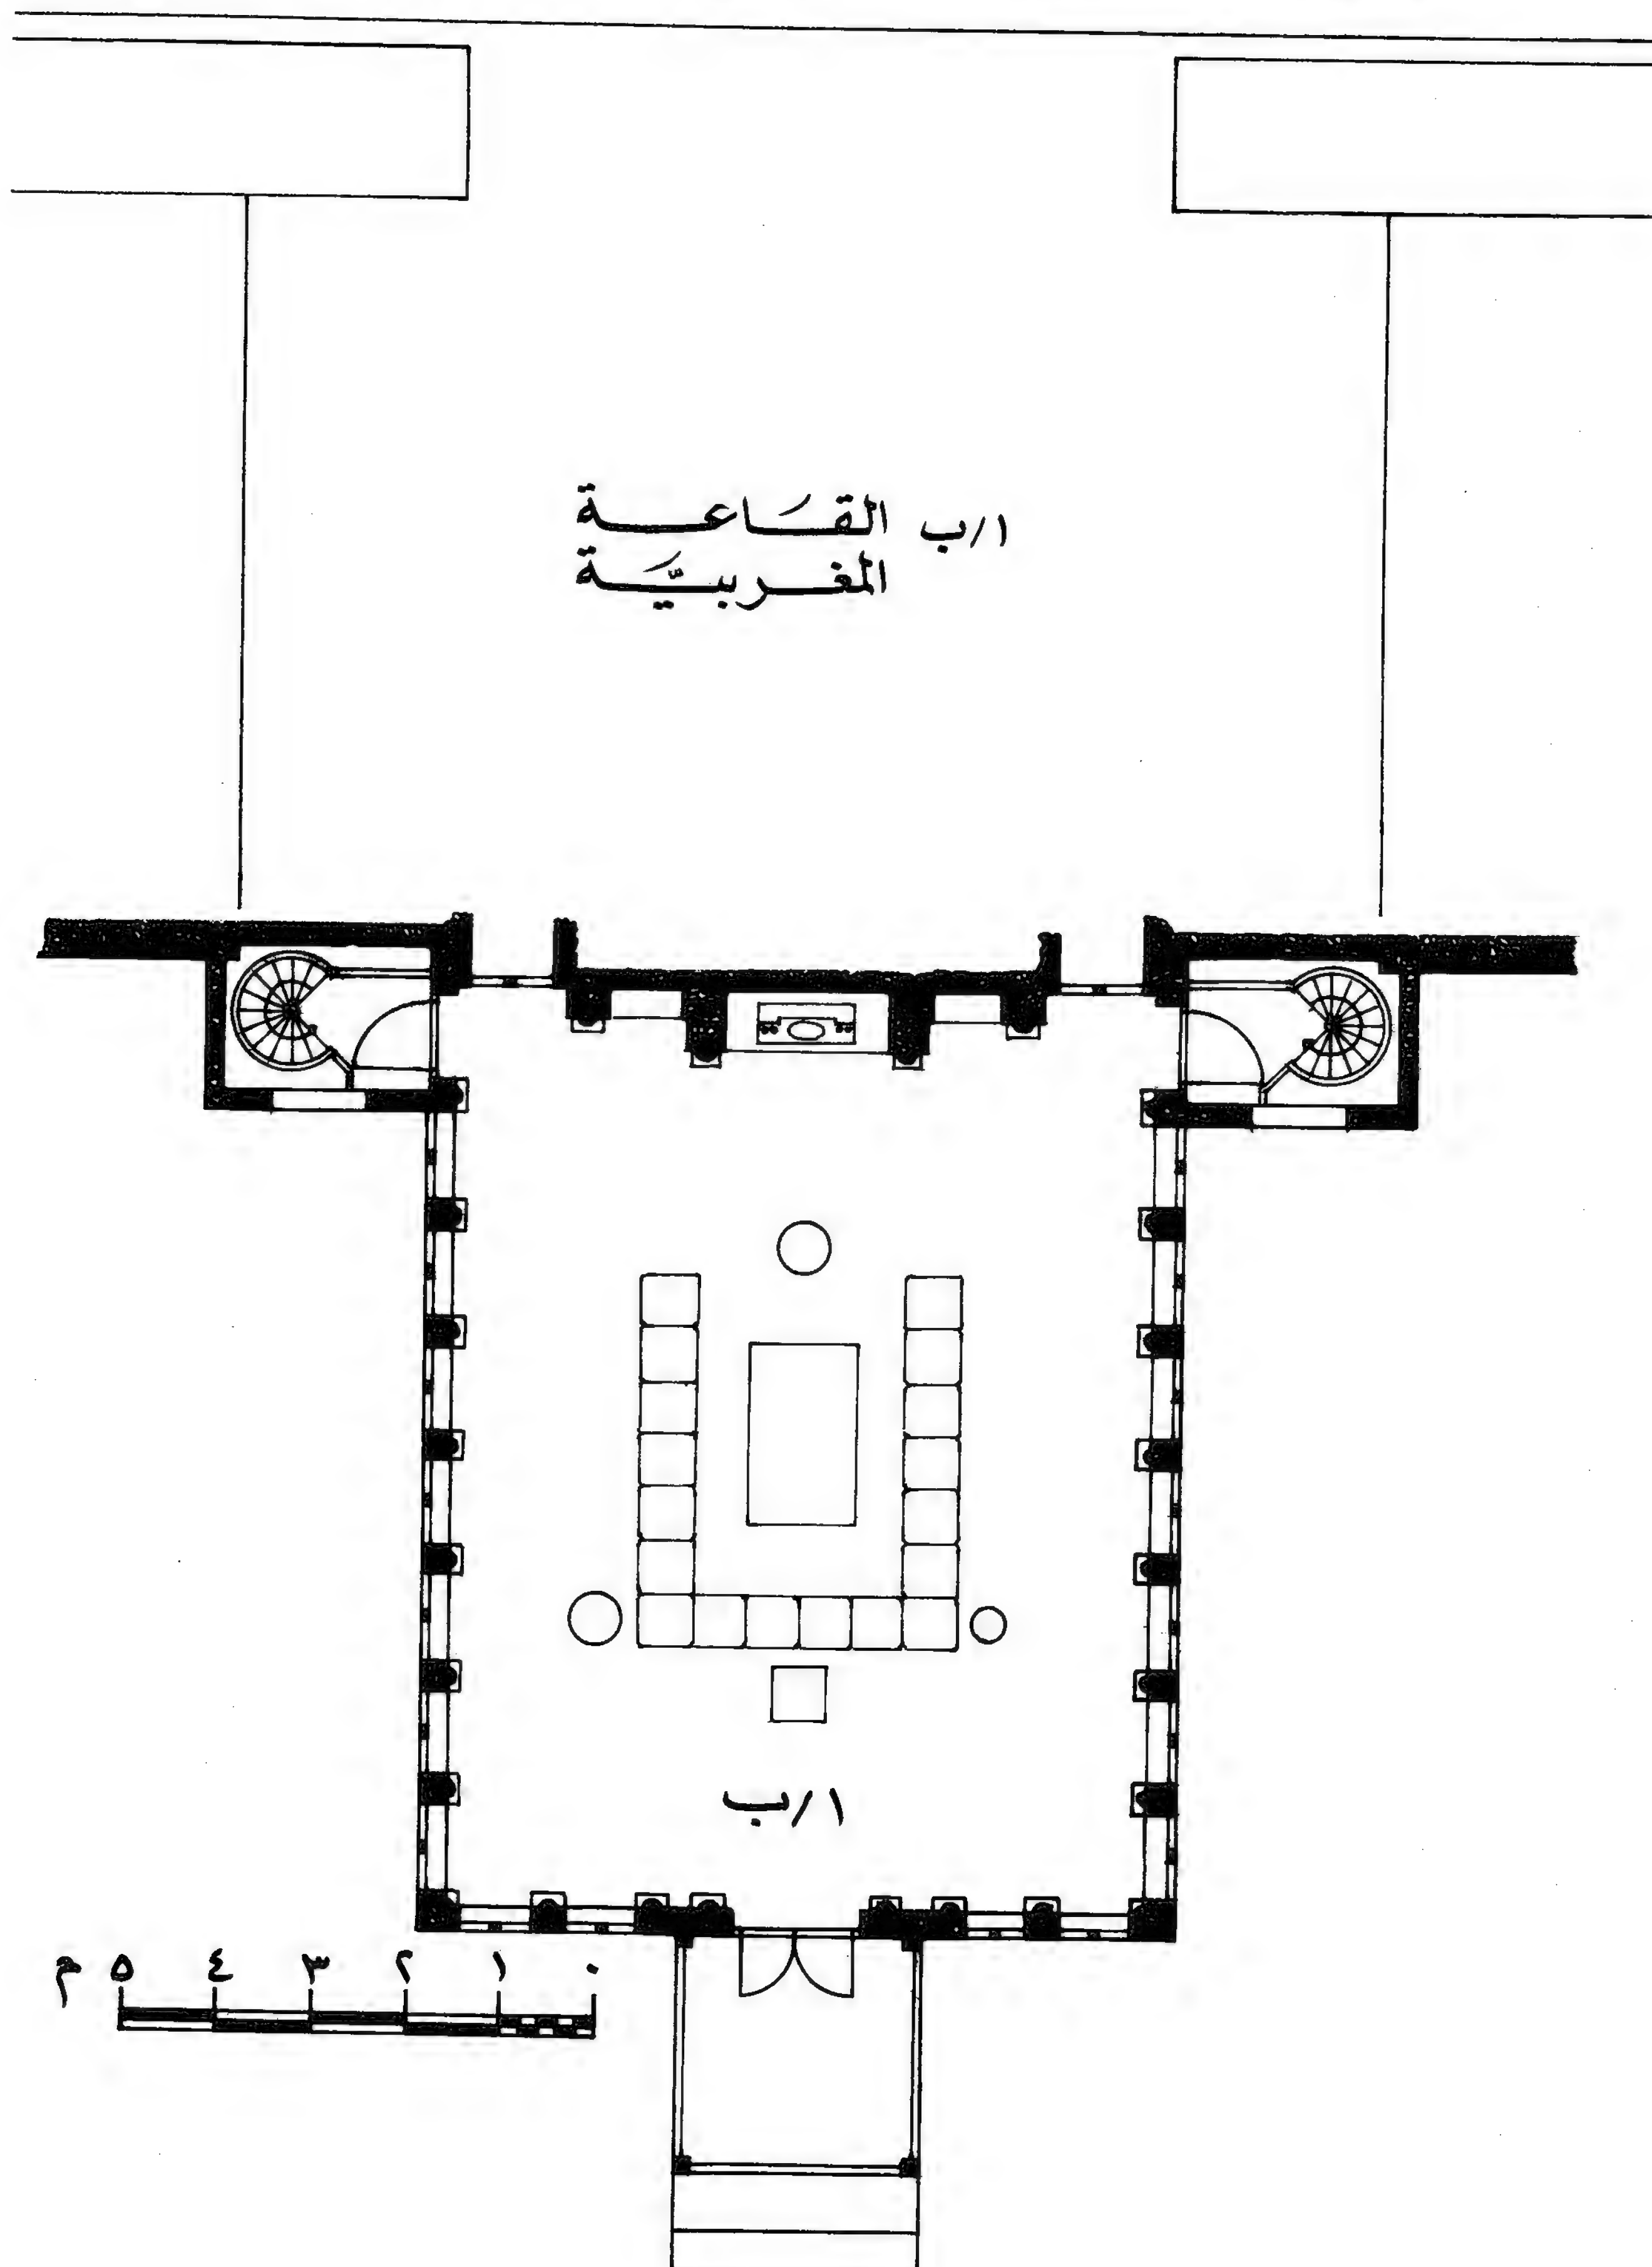 ١/ب القاعة
المغربيّة
١/ب
م ٥ ٤ ٣ ٢ ١ ٠